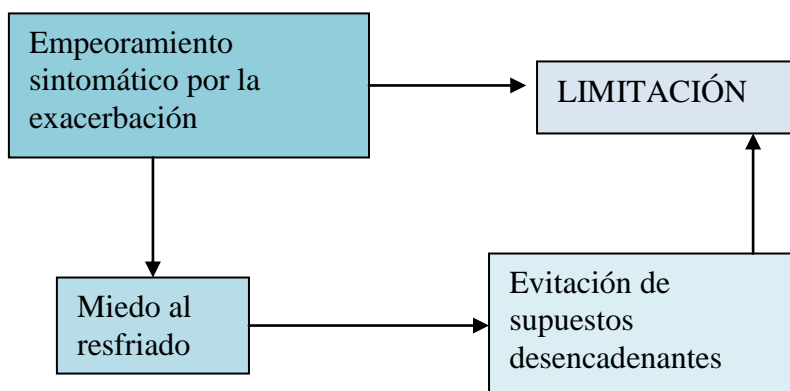 Empeoramiento
sintomático por la
exacerbación
LIMITACIÓN
Miedo al
resfriado
Evitación de
supuestos
desencadenantes